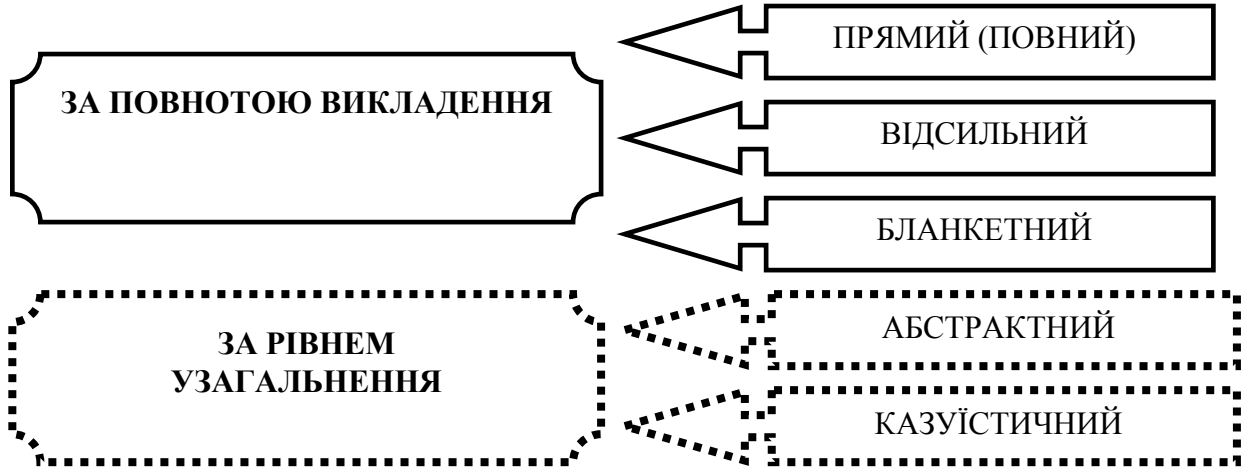 ЗА ПОВНОТОЮ ВИКЛАДЕННЯ
ПРЯМИЙ (ПОВНИЙ)
ВІДСИЛЬНИЙ
БЛАНКЕТНИЙ
ЗА РІВНЕМ
УЗАГАЛЬНЕННЯ
АБСТРАКТНИЙ
КАЗУЇСТИЧНИЙ